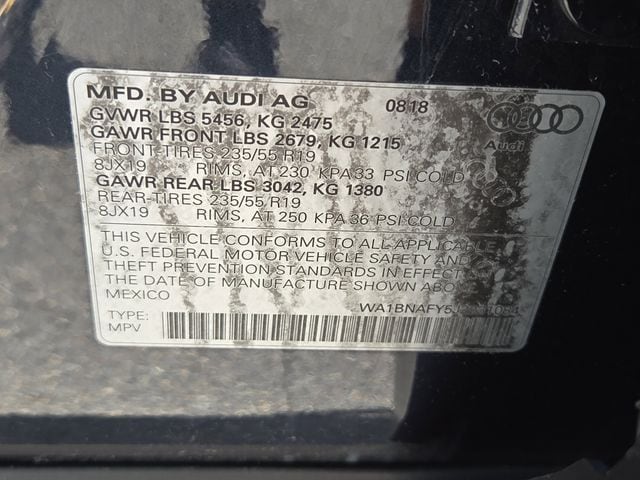 MFD. BY AUDI AG 0818
GVWR LBS 5456, KG 2475
GAWR FRONT LBS 2679, KG 1215
FRONT-TIRES 235/55 R19
8JX19 RIMS, AT 230 KPA 33 PSI COLD
GAWR REAR LBS 3042, KG 1380
REAR-TIRES 235/55 R19
8JX19 RIMS, AT 250 KPA 36 PSI COLD
Audi
THIS VEHICLE CONFORMS TO ALL APPLICABLE
U.S. FEDERAL MOTOR VEHICLE SAFETY AND
THEFT PREVENTION STANDARDS IN EFFECT ON
THE DATE OF MANUFACTURE SHOWN ABOVE
MEXICO
TYPE:
MPV